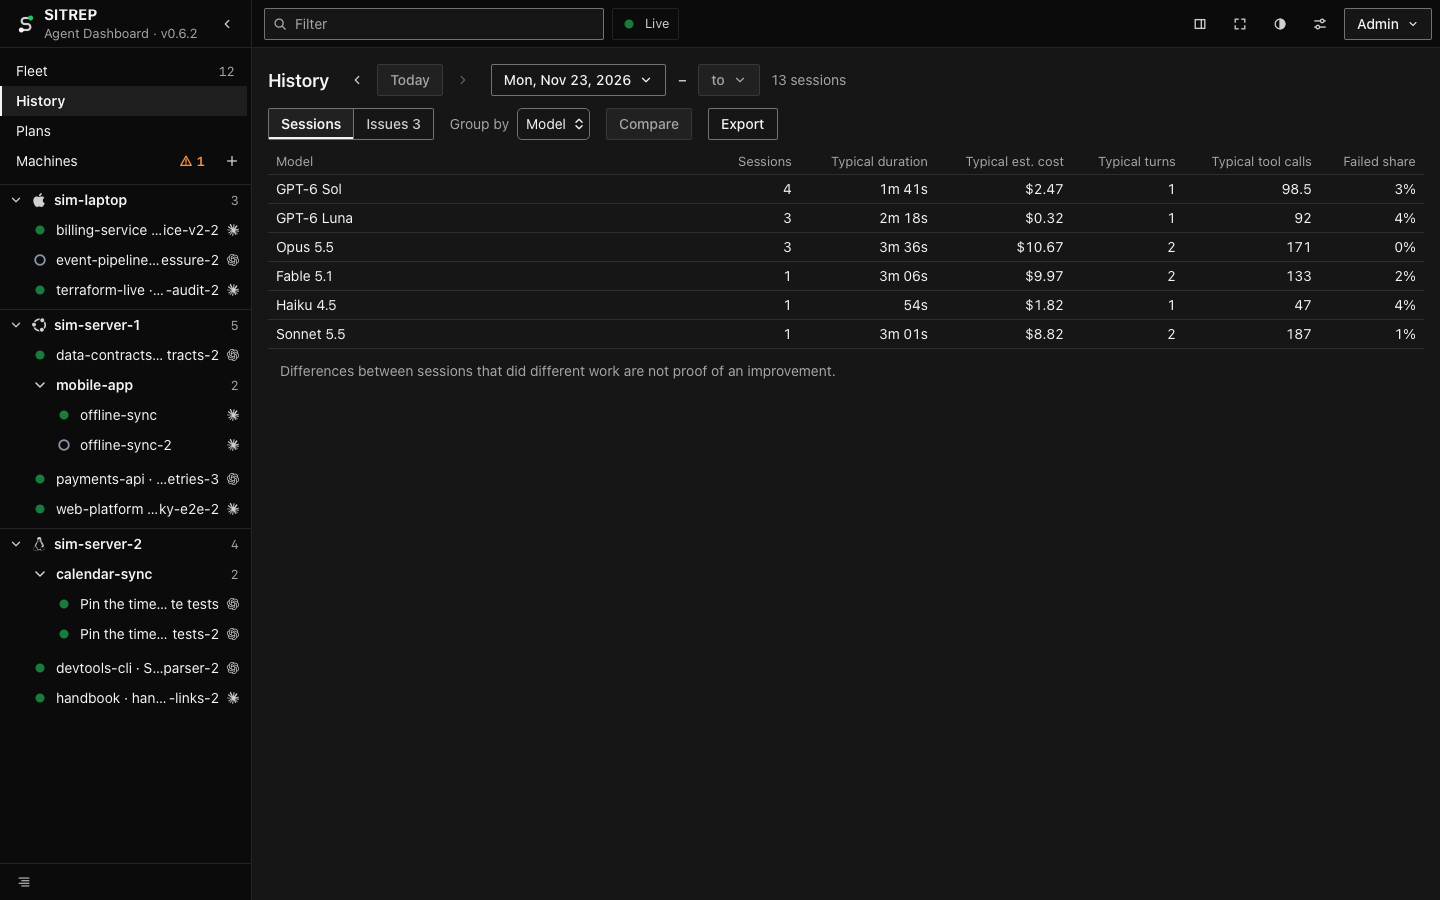 SITREP
Agent Dashboard · v0.6.2
Filter
Live
Admin
Fleet 12
History
Plans
Machines 1
sim-laptop 3
billing-service …ice-v2-2
event-pipeline… essure-2
terraform-live ·… -audit-2
sim-server-1 5
data-contracts… tracts-2
mobile-app 2
offline-sync
offline-sync-2
payments-api · …etries-3
web-platform …ky-e2e-2
sim-server-2 4
calendar-sync 2
Pin the time… te tests
Pin the time… tests-2
devtools-cli · S…parser-2
handbook · han… -links-2
History Today Mon, Nov 23, 2026 – to 13 sessions
Sessions Issues 3 Group by Model Compare Export
Model Sessions Typical duration Typical est. cost Typical turns Typical tool calls Failed share
GPT-6 Sol 4 1m 41s $2.47 1 98.5 3%
GPT-6 Luna 3 2m 18s $0.32 1 92 4%
Opus 5.5 3 3m 36s $10.67 2 171 0%
Fable 5.1 1 3m 06s $9.97 2 133 2%
Haiku 4.5 1 54s $1.82 1 47 4%
Sonnet 5.5 1 3m 01s $8.82 2 187 1%
Differences between sessions that did different work are not proof of an improvement.